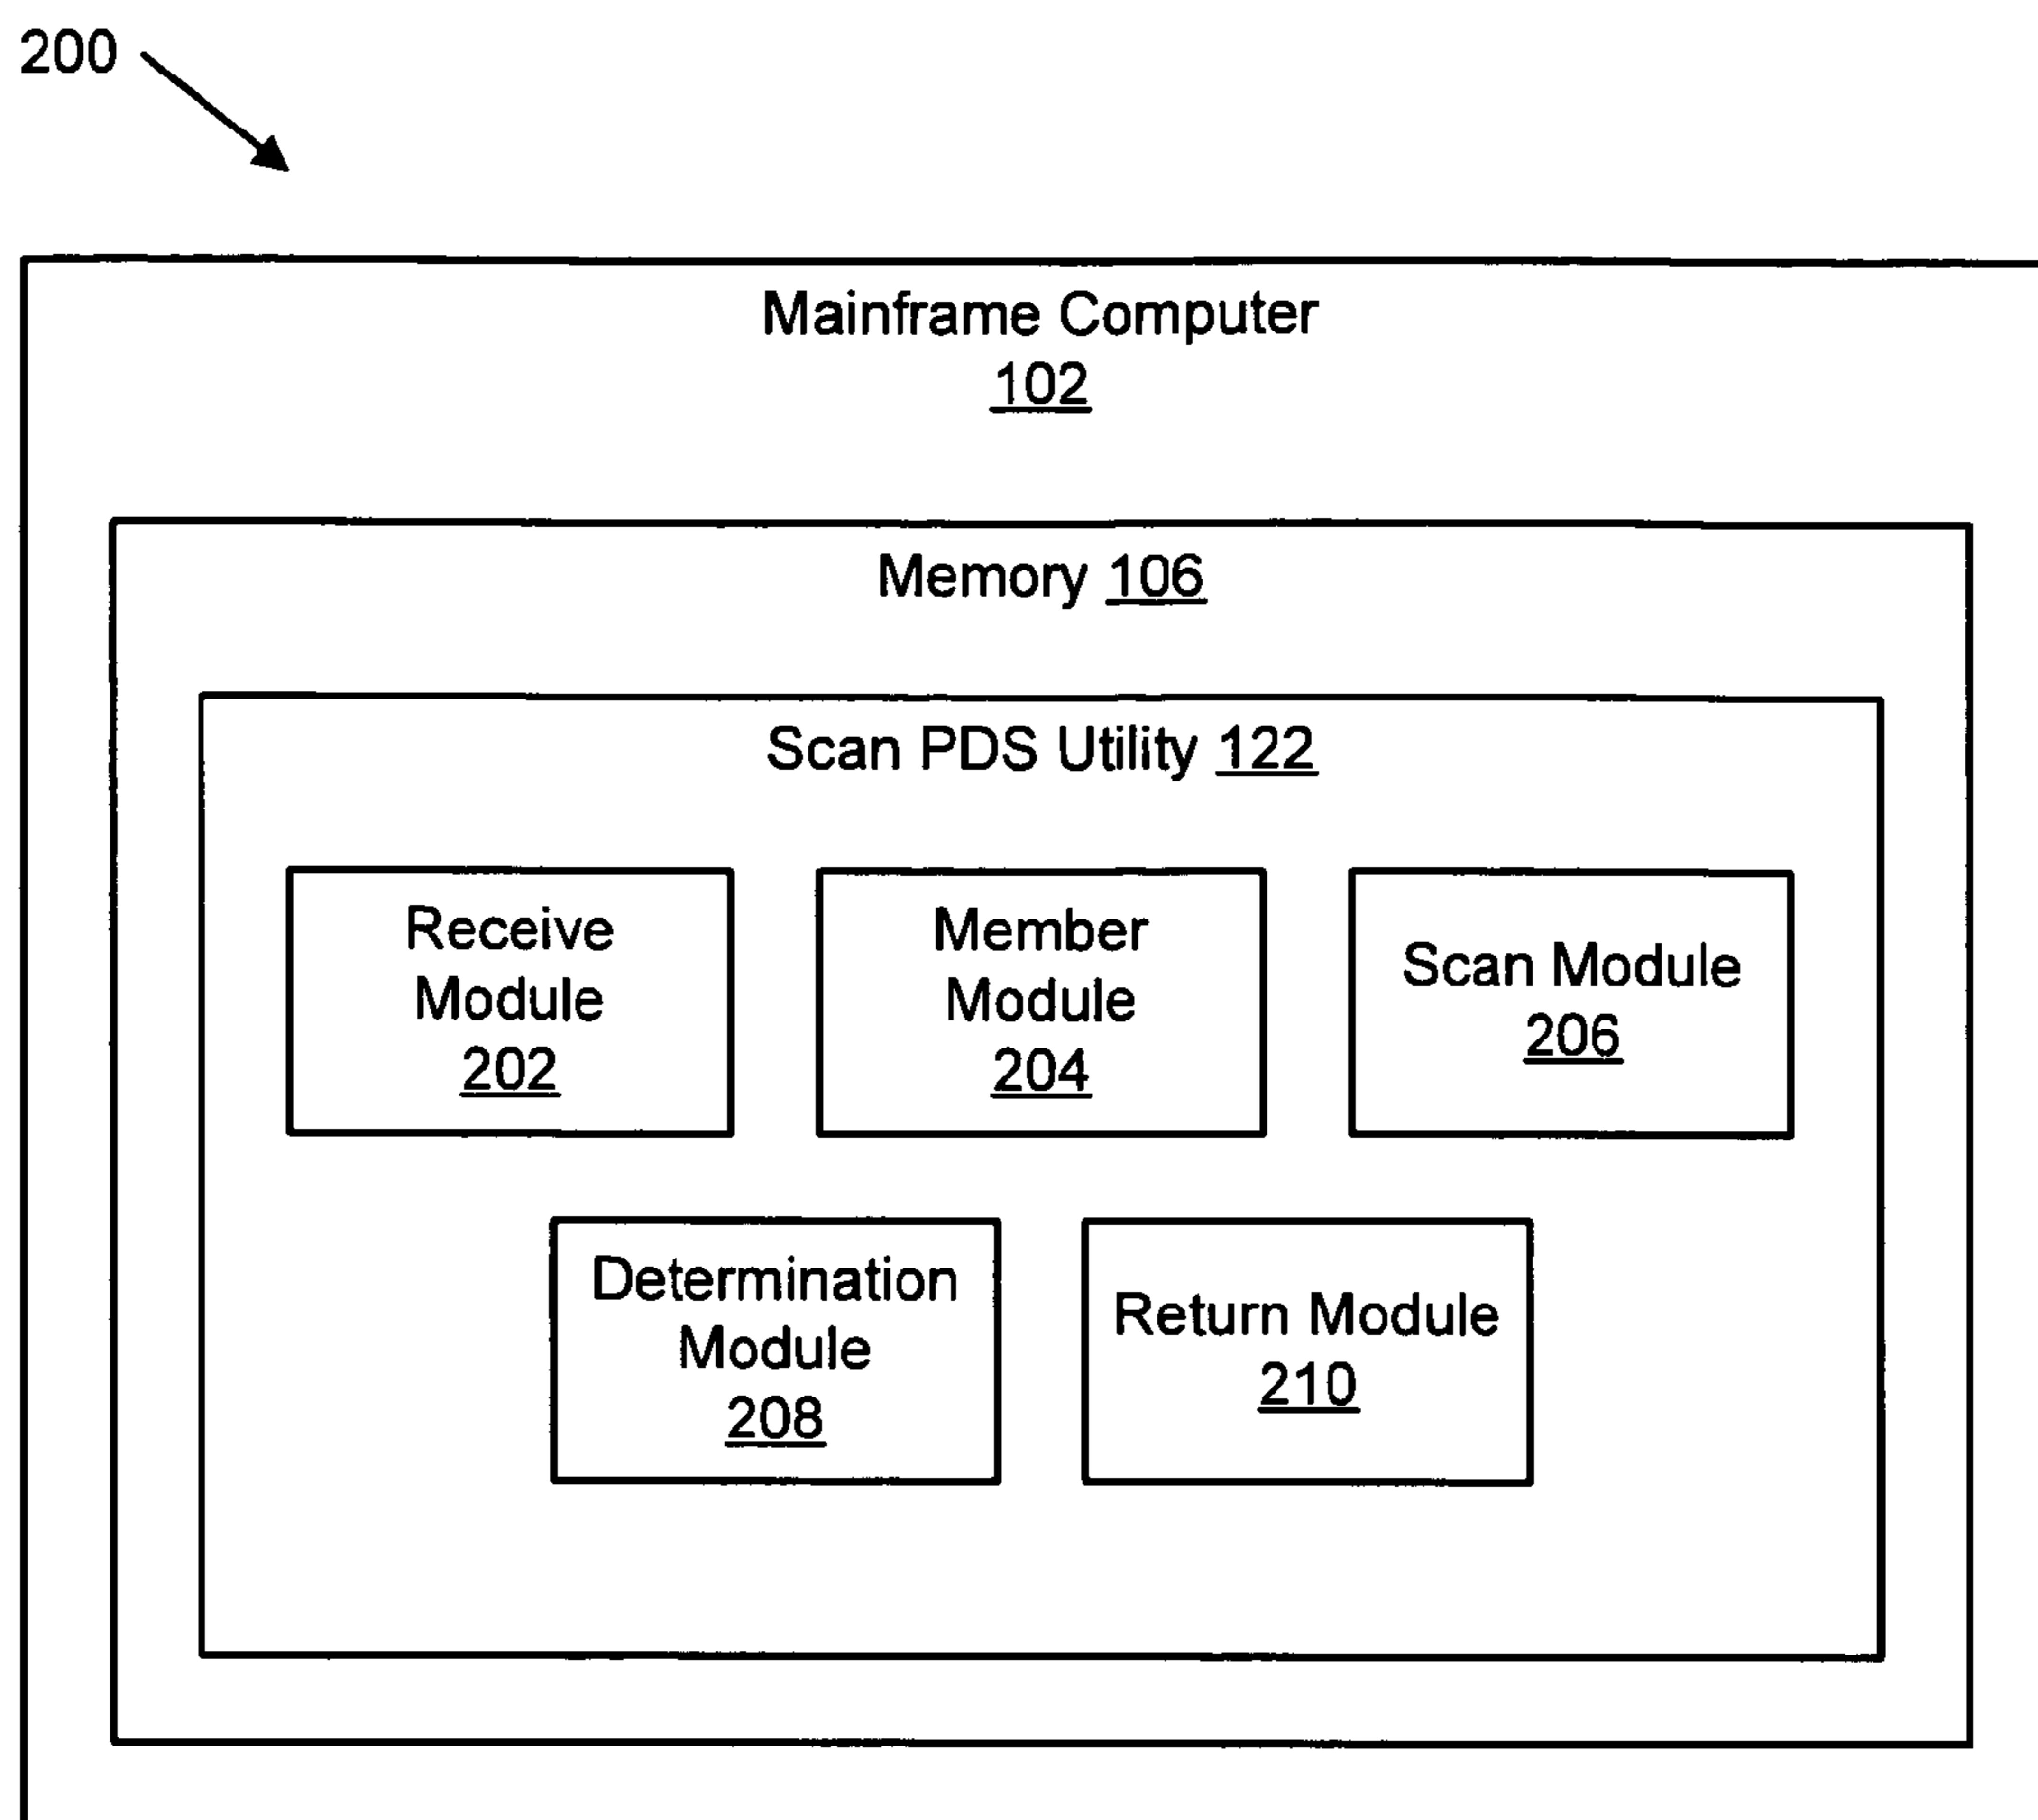 200
Mainframe Computer
102
Memory 106
Scan PDS Utility 122
Receive
Module
202
Member
Module
204
Scan Module
206
Determination
Module
208
Return Module
210